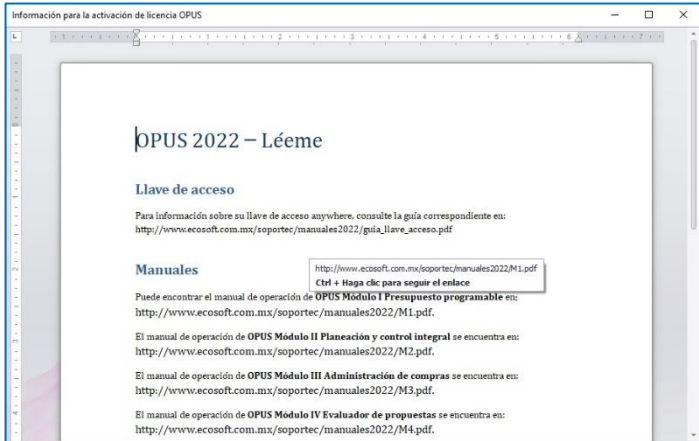 Información para la activación de licencia OPUS
OPUS 2022 – Léeme
Llave de acceso
Para información sobre su llave de acceso anywhere, consulte la guía correspondiente en:
http://www.ecosoft.com.mx/soportec/manuales2022/guia_llave_acceso.pdf
Manuales
http://www.ecosoft.com.mx/soportec/manuales2022/M1.pdf
Ctrl + Haga clic para seguir el enlace
Puede encontrar el manual de operación de OPUS Módulo I Presupuesto programable en:
http://www.ecosoft.com.mx/soportec/manuales2022/M1.pdf.
El manual de operación de OPUS Módulo II Planeación y control integral se encuentra en:
http://www.ecosoft.com.mx/soportec/manuales2022/M2.pdf.
El manual de operación de OPUS Módulo III Administración de compras se encuentra en:
http://www.ecosoft.com.mx/soportec/manuales2022/M3.pdf.
El manual de operación de OPUS Módulo IV Evaluador de propuestas se encuentra en:
http://www.ecosoft.com.mx/soportec/manuales2022/M4.pdf.